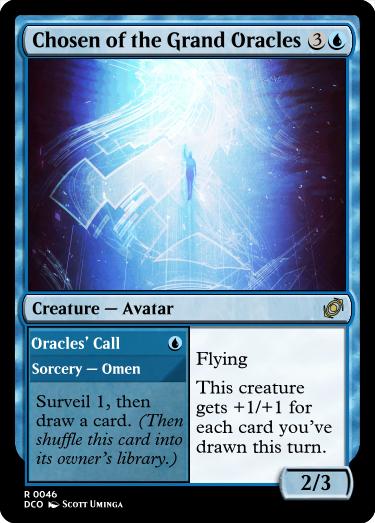 Chosen of the Grand Oracles 3
Creature — Avatar
Oracles' Call
Sorcery — Omen
Surveil 1, then
draw a card. (Then
shuffle this card into
its owner's library.)
Flying
This creature
gets +1/+1 for
each card you've
drawn this turn.
2/3
R 0046
DCO Scott Uminga